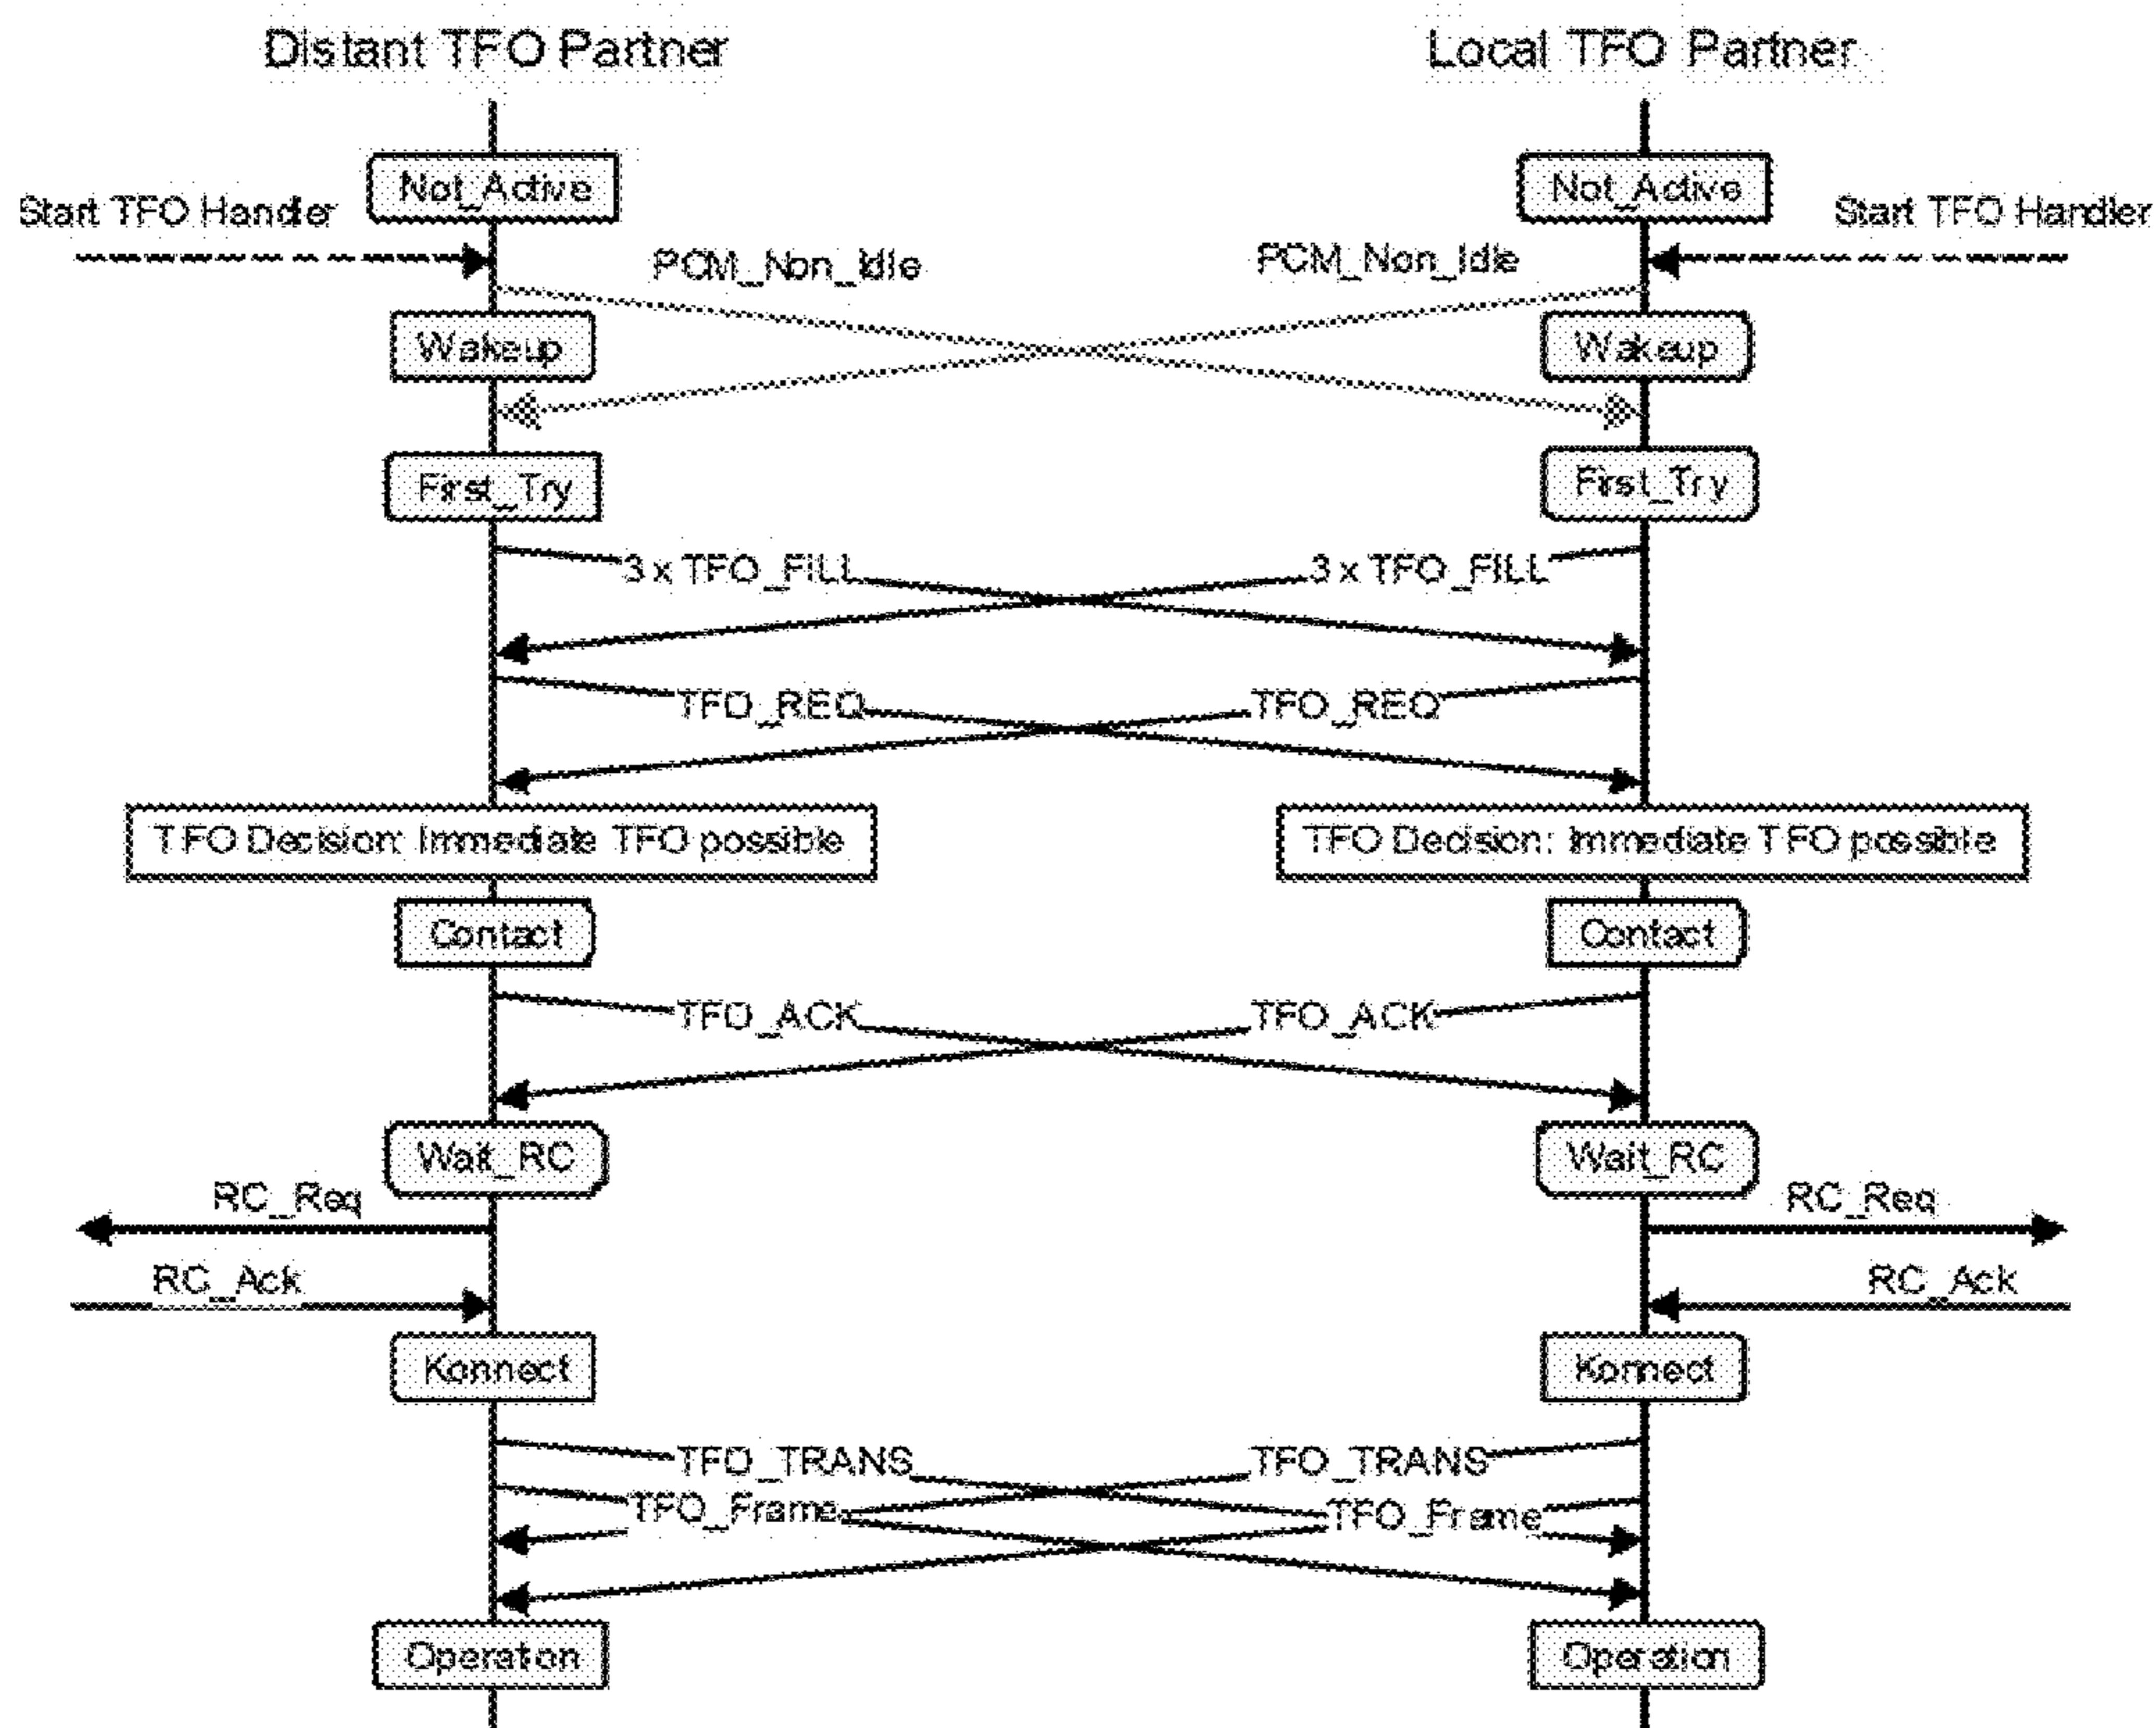 Distant TFO Partner
Local TFO Partner
Not_Active
Not_Active
Start TFO Handler
Start TFO Handler
PCM_Non_Idle
PCM_Non_Idle
Wakeup
Wakeup
First_Try
First_Try
3 x TFO_FILL
3 x TFO_FILL
TFO_REQ
TFO_REQ
TFO Decision: Immediate TFO possible
TFO Decision: Immediate TFO possible
Contact
Contact
TFO_ACK
TFO_ACK
Wait_RC
Wait_RC
RC_Req
RC_Req
RC_Ack
RC_Ack
Konnect
Konnect
TFO_TRANS
TFO_TRANS
TFO_Frame
TFO_Frame
Operation
Operation